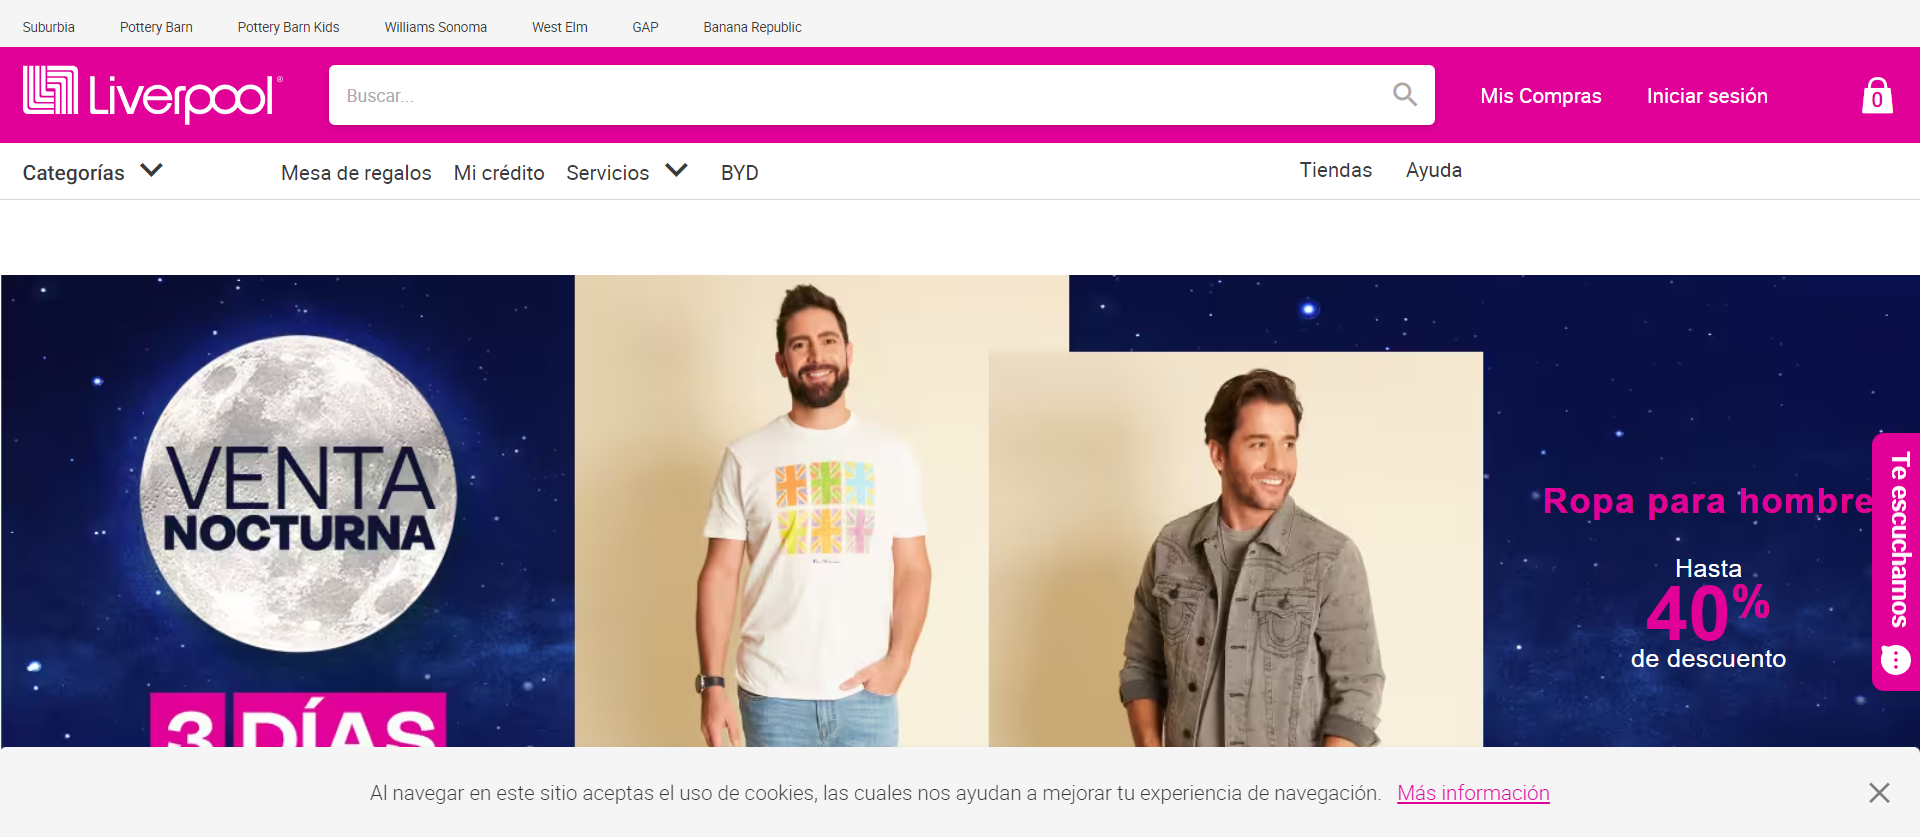 Suburbia Pottery Barn Pottery Barn Kids Williams Sonoma West Elm GAP Banana Republic
Liverpool®
Buscar...
Mis Compras Iniciar sesión 0
Categorías Mesa de regalos Mi crédito Servicios BYD Tiendas Ayuda
VENTA
NOCTURNA
3 DÍAS
Ropa para hombre
Hasta
40%
de descuento
Te escuchamos
Al navegar en este sitio aceptas el uso de cookies, las cuales nos ayudan a mejorar tu experiencia de navegación. Más información